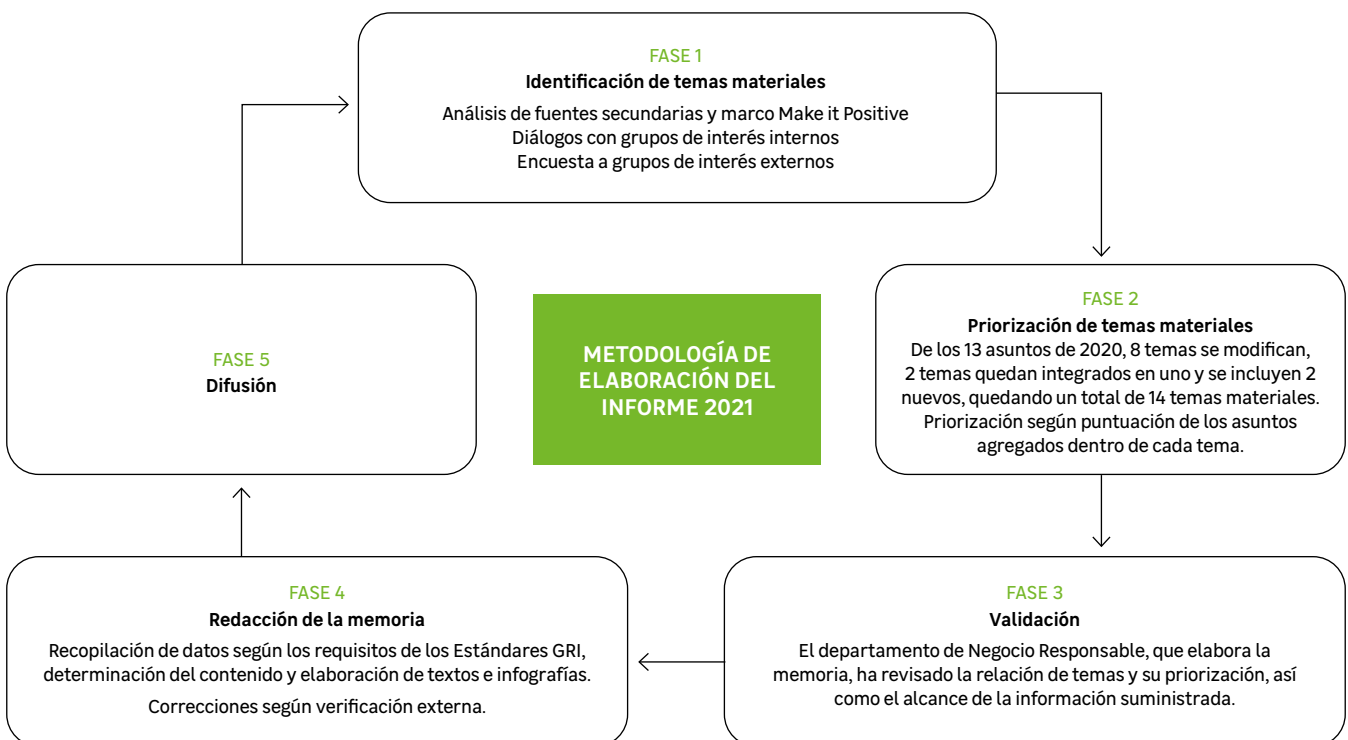 FASE 1
Identificación de temas materiales
Análisis de fuentes secundarias y marco Make it Positive
Diálogos con grupos de interés internos
Encuesta a grupos de interés externos
FASE 2
Priorización de temas materiales
De los 13 asuntos de 2020, 8 temas se modifican,
2 temas quedan integrados en uno y se incluyen 2
nuevos, quedando un total de 14 temas materiales.
Priorización según puntuación de los asuntos
agregados dentro de cada tema.
METODOLOGÍA DE
ELABORACIÓN DEL
INFORME 2021
FASE 5
Difusión
FASE 4
Redacción de la memoria
Recopilación de datos según los requisitos de los Estándares GRI,
determinación del contenido y elaboración de textos e infografías.
Correcciones según verificación externa.
FASE 3
Validación
El departamento de Negocio Responsable, que elabora la
memoria, ha revisado la relación de temas y su priorización, así
como el alcance de la información suministrada.